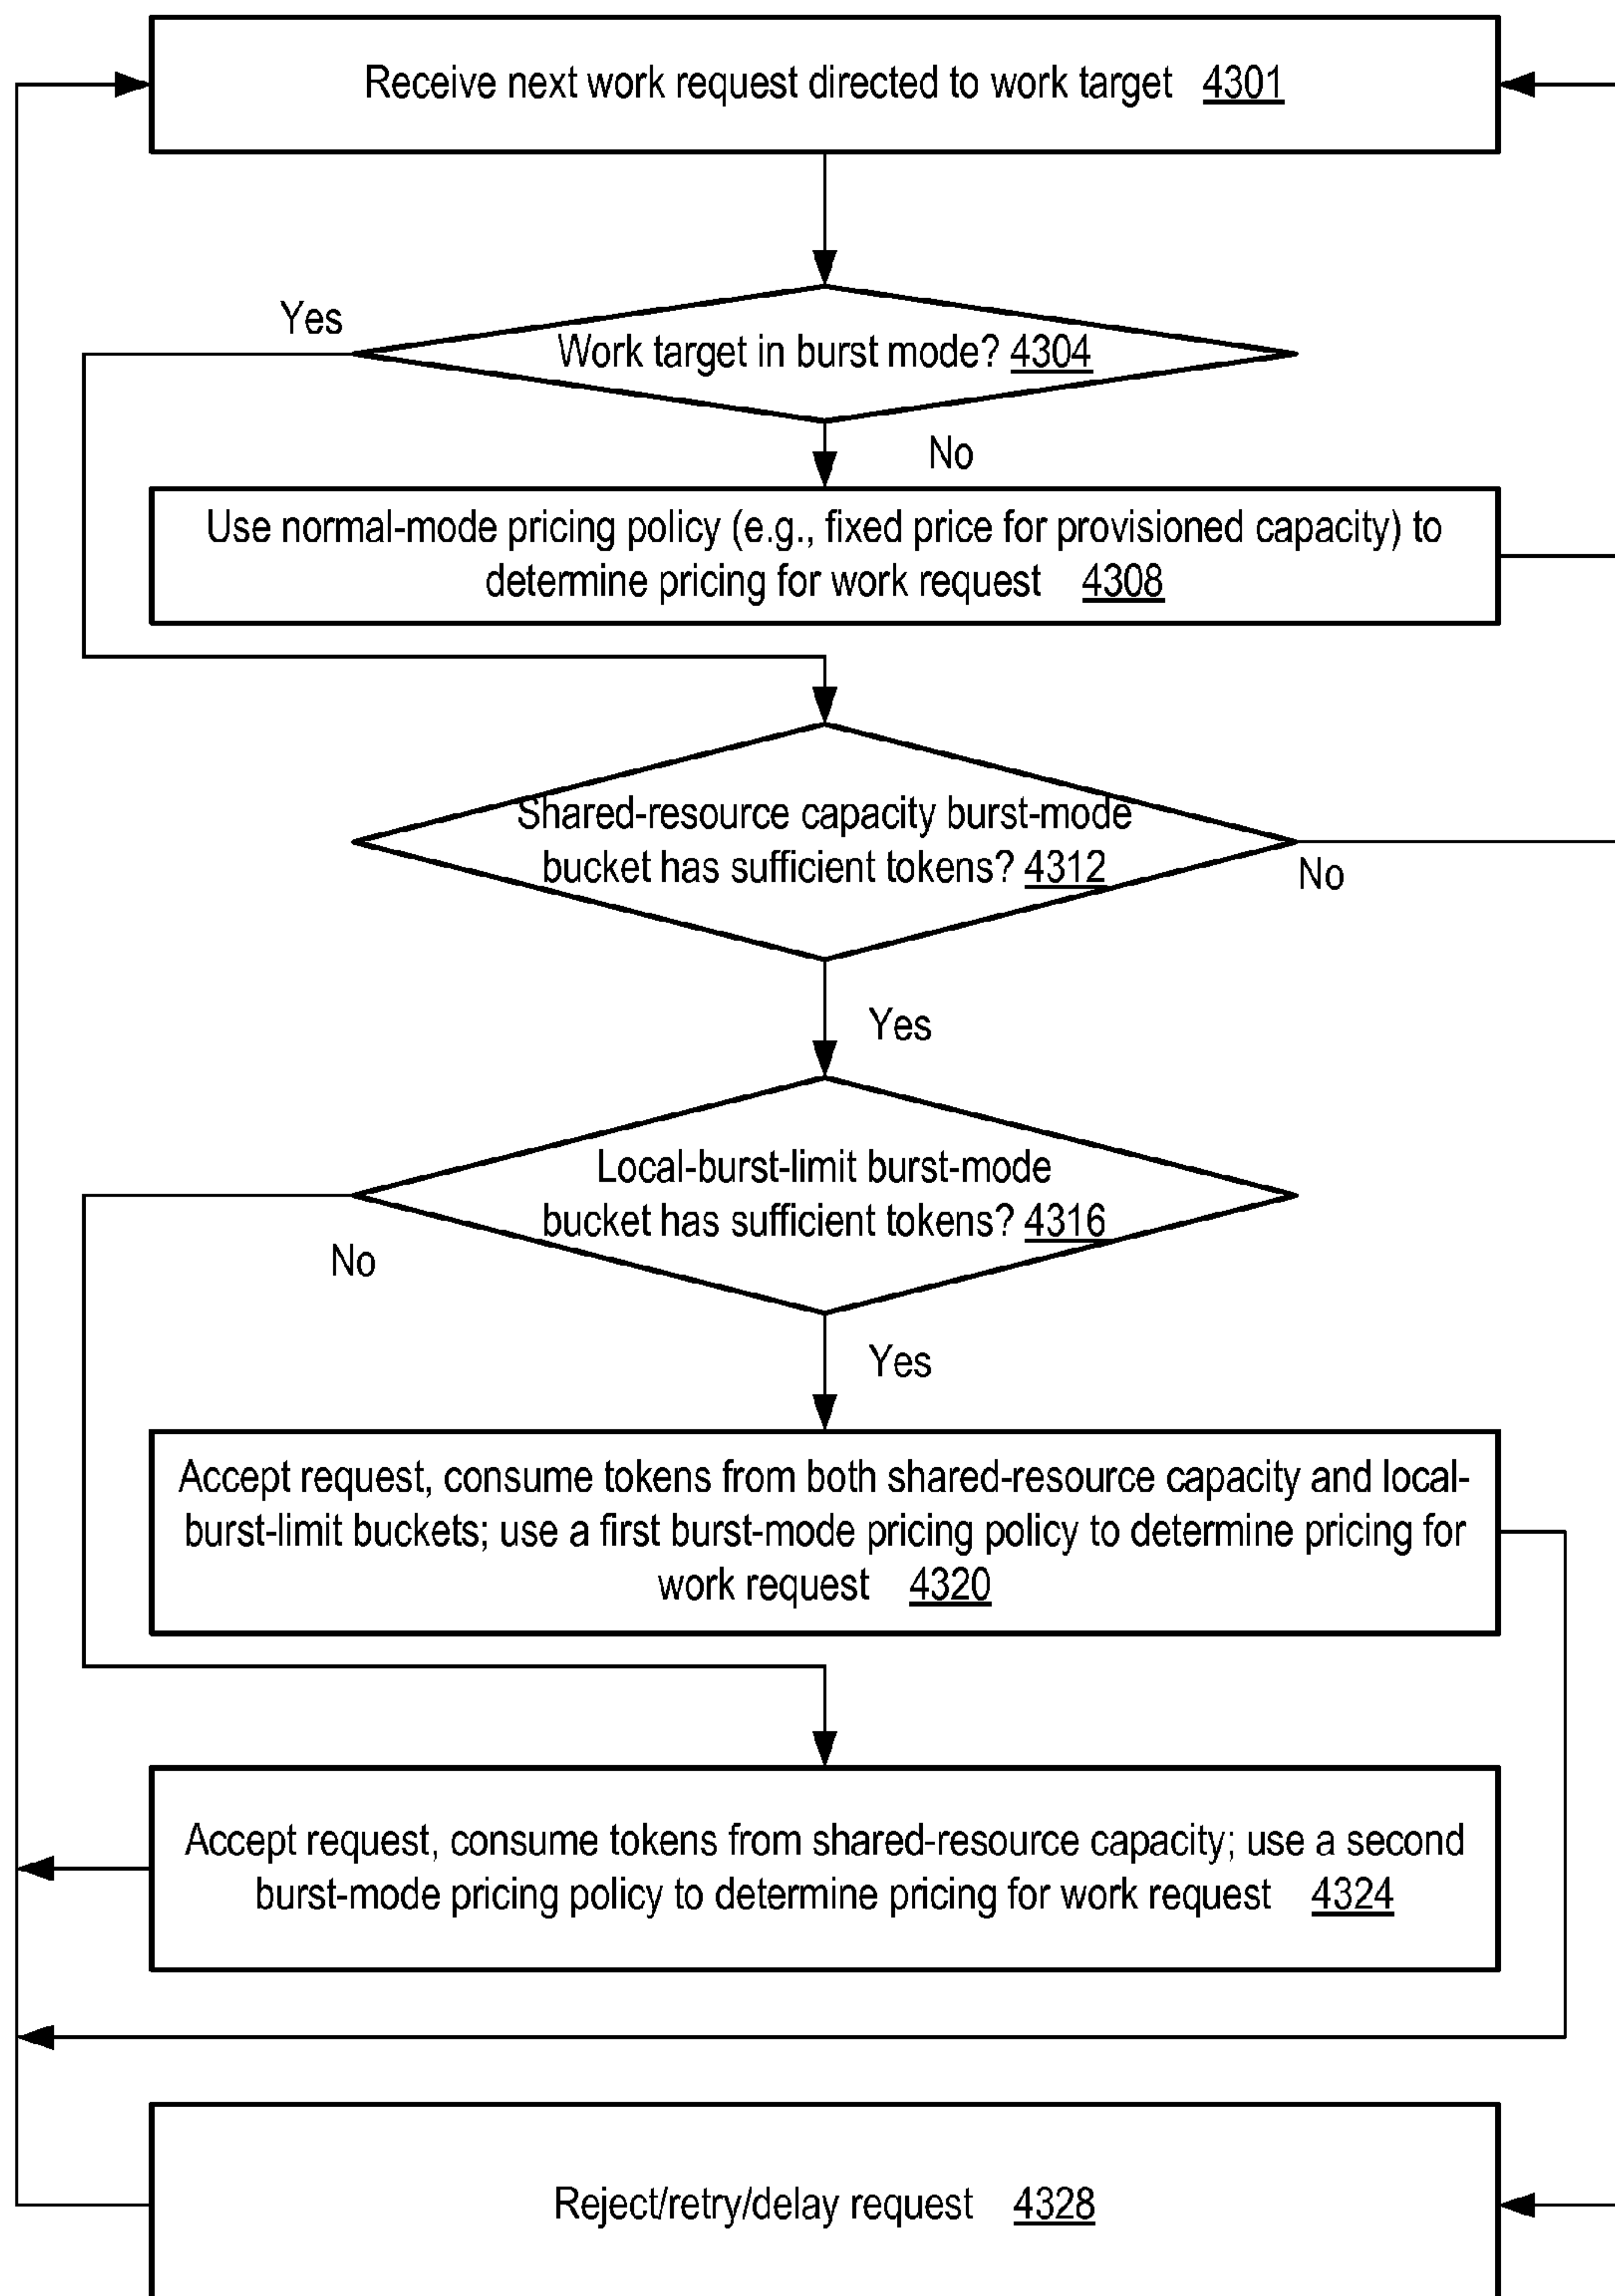 Receive next work request directed to work target 4301
Yes
Work target in burst mode? 4304
No
Use normal-mode pricing policy (e.g., fixed price for provisioned capacity) to
determine pricing for work request 4308
Shared-resource capacity burst-mode
bucket has sufficient tokens? 4312
No
Yes
Local-burst-limit burst-mode
bucket has sufficient tokens? 4316
No
Yes
Accept request, consume tokens from both shared-resource capacity and local-
burst-limit buckets; use a first burst-mode pricing policy to determine pricing for
work request 4320
Accept request, consume tokens from shared-resource capacity; use a second
burst-mode pricing policy to determine pricing for work request 4324
Reject/retry/delay request 4328